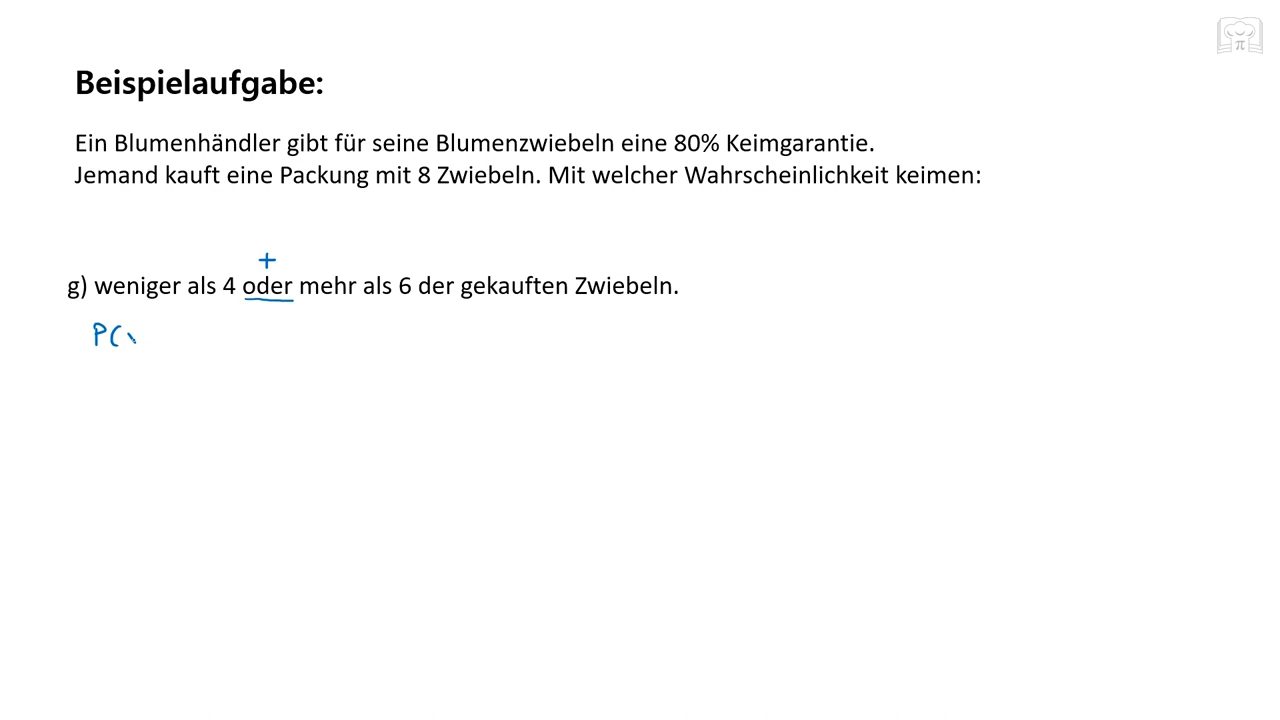 Beispielaufgabe:
Ein Blumenhändler gibt für seine Blumenzwiebeln eine 80% Keimgarantie.
Jemand kauft eine Packung mit 8 Zwiebeln. Mit welcher Wahrscheinlichkeit keimen:
+
g) weniger als 4 oder mehr als 6 der gekauften Zwiebeln.
P(
π